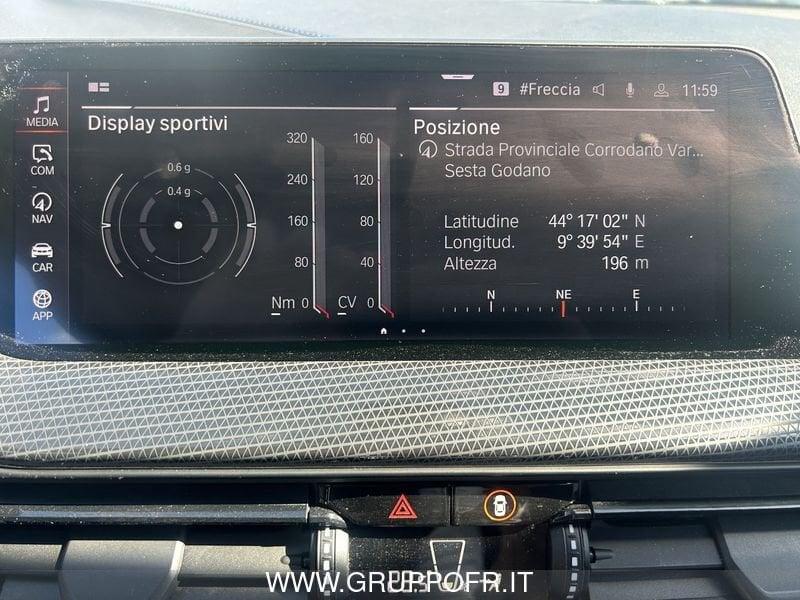 9 #Freccia 11:59
MEDIA
COM
NAV
CAR
APP
Display sportivi
0.6 g
0.4 g
320
240
160
80
Nm 0
160
120
80
40
CV 0
Posizione
Strada Provinciale Corrodano Var...
Sesta Godano
Latitudine 44° 17' 02" N
Longitud. 9° 39' 54" E
Altezza 196 m
N NE E
WWW.GRUPPOFR.IT